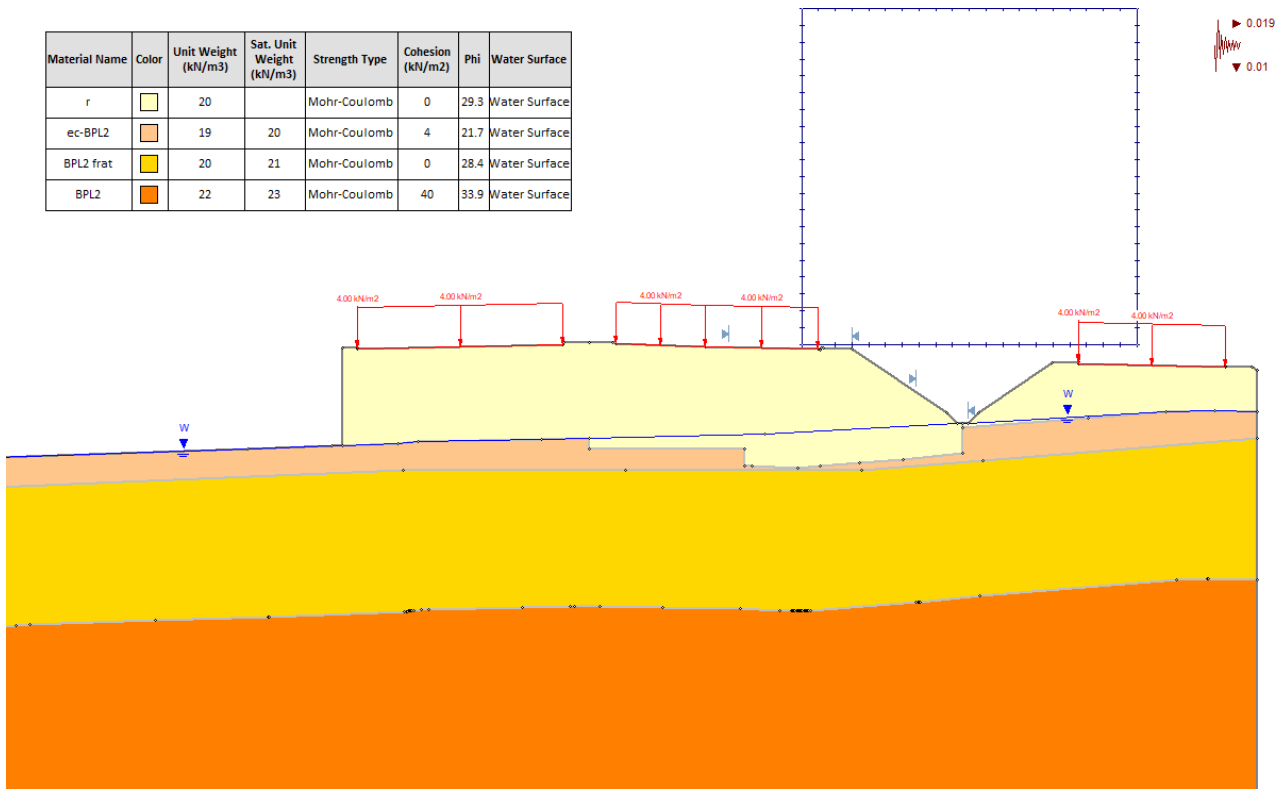 Material Name Color Unit Weight (kN/m3) Sat. Unit Weight (kN/m3) Strength Type Cohesion (kN/m2) Phi Water Surface
r 20 Mohr-Coulomb 0 29.3 Water Surface
ec-BPL2 19 20 Mohr-Coulomb 4 21.7 Water Surface
BPL2 frat 20 21 Mohr-Coulomb 0 28.4 Water Surface
BPL2 22 23 Mohr-Coulomb 40 33.9 Water Surface
0.019
0.01
4.00 kN/m2
4.00 kN/m2
4.00 kN/m2
4.00 kN/m2
4.00 kN/m2
4.00 kN/m2
W
W